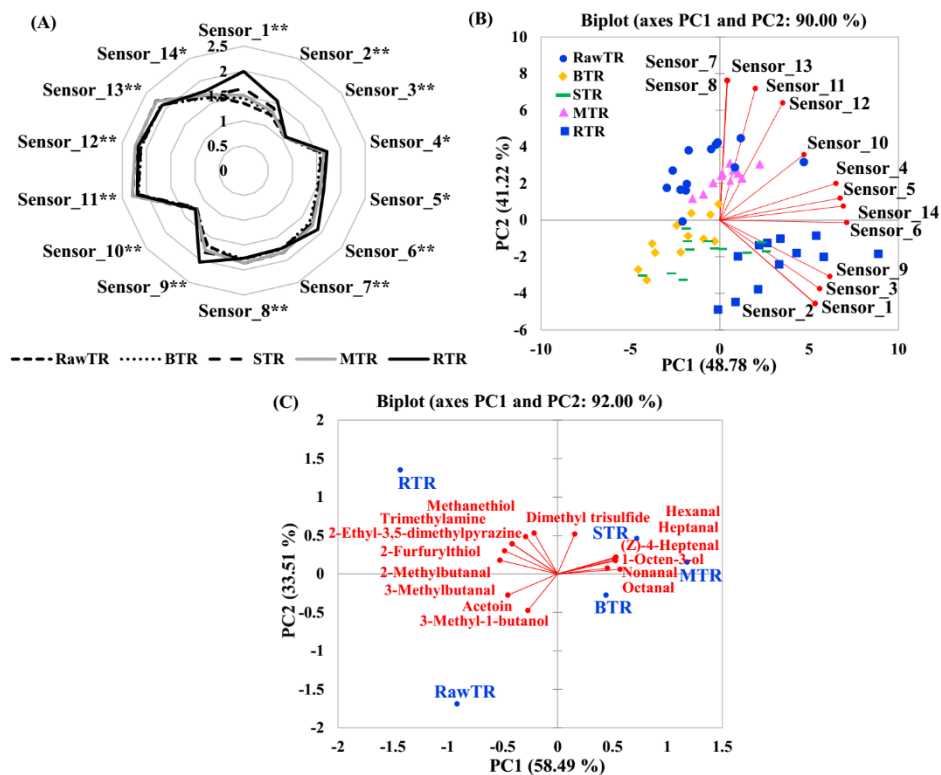 (A)
Sensor_1**
Sensor_2**
Sensor_3**
Sensor_4*
Sensor_5*
Sensor_6**
Sensor_7**
Sensor_8**
Sensor_9**
Sensor_10**
Sensor_11**
Sensor_12**
Sensor_13**
Sensor_14*
2.5
2
1.5
1
0.5
0
RawTR
BTR
STR
MTR
RTR
(B)
Biplot (axes PC1 and PC2: 90.00 %)
RawTR
BTR
STR
MTR
RTR
Sensor_7
Sensor_8
Sensor_13
Sensor_11
Sensor_12
Sensor_10
Sensor_4
Sensor_5
Sensor_14
Sensor_6
Sensor_9
Sensor_3
Sensor_2
Sensor_1
PC2 (41.22 %)
10
8
6
4
2
0
-2
-4
-6
-10
-5
0
5
10
PC1 (48.78 %)
(C)
Biplot (axes PC1 and PC2: 92.00 %)
RTR
Methanethiol
Trimethylamine
2-Ethyl-3,5-dimethylpyrazine
2-Furfurylthiol
2-Methylbutanal
3-Methylbutanal
Acetoin
3-Methyl-1-butanol
Dimethyl trisulfide
Hexanal
Heptanal
STR
(Z)-4-Heptenal
1-Octen-3-ol
Nonanal
MTR
Octanal
BTR
RawTR
PC2 (33.51 %)
2
1.5
1
0.5
0
-0.5
-1
-1.5
-2
-2
-1.5
-1
-0.5
0
0.5
1
1.5
PC1 (58.49 %)